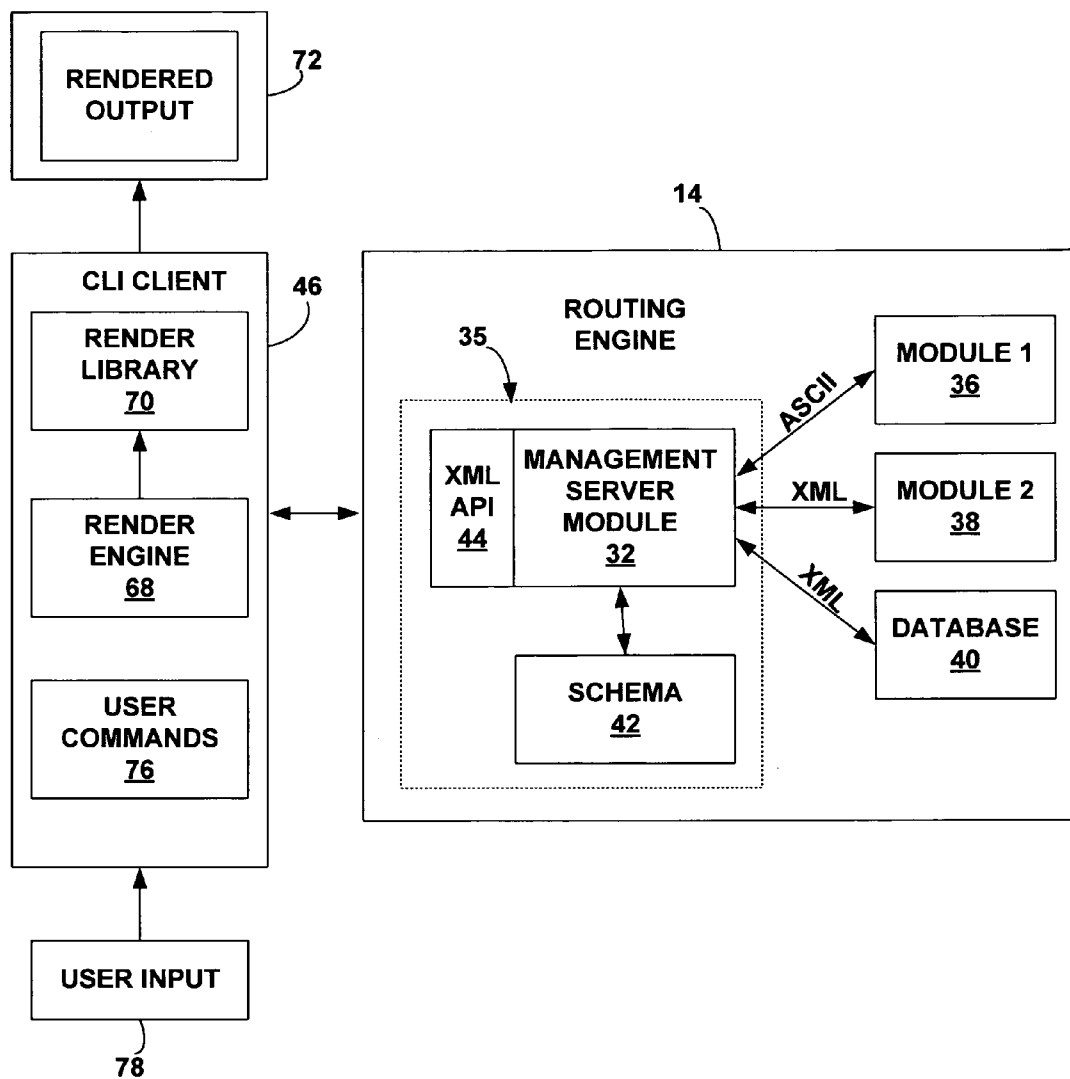 RENDERED
OUTPUT
72
CLI CLIENT
46
RENDER
LIBRARY
70
RENDER
ENGINE
68
USER
COMMANDS
76
USER INPUT
78
14
ROUTING
ENGINE
35
XML
API
44
MANAGEMENT
SERVER
MODULE
32
SCHEMA
42
ASCII
XML
XML
MODULE 1
36
MODULE 2
38
DATABASE
40